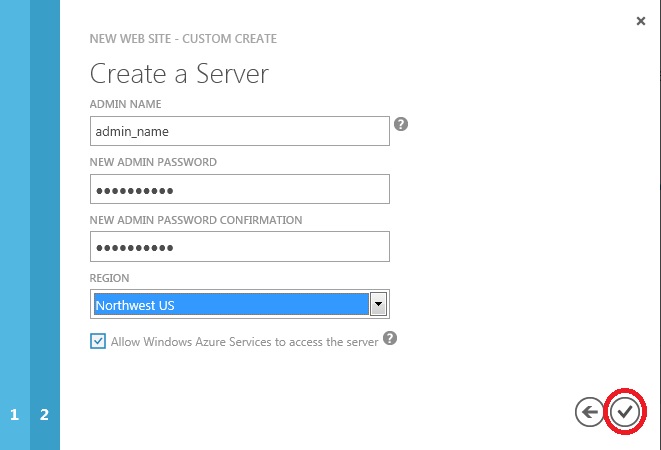 NEW WEB SITE - CUSTOM CREATE
Create a Server
ADMIN NAME
admin_name
?
NEW ADMIN PASSWORD
●●●●●●●●●●
NEW ADMIN PASSWORD CONFIRMATION
●●●●●●●●●●
REGION
Northwest US
Allow Windows Azure Services to access the server ?
1 2